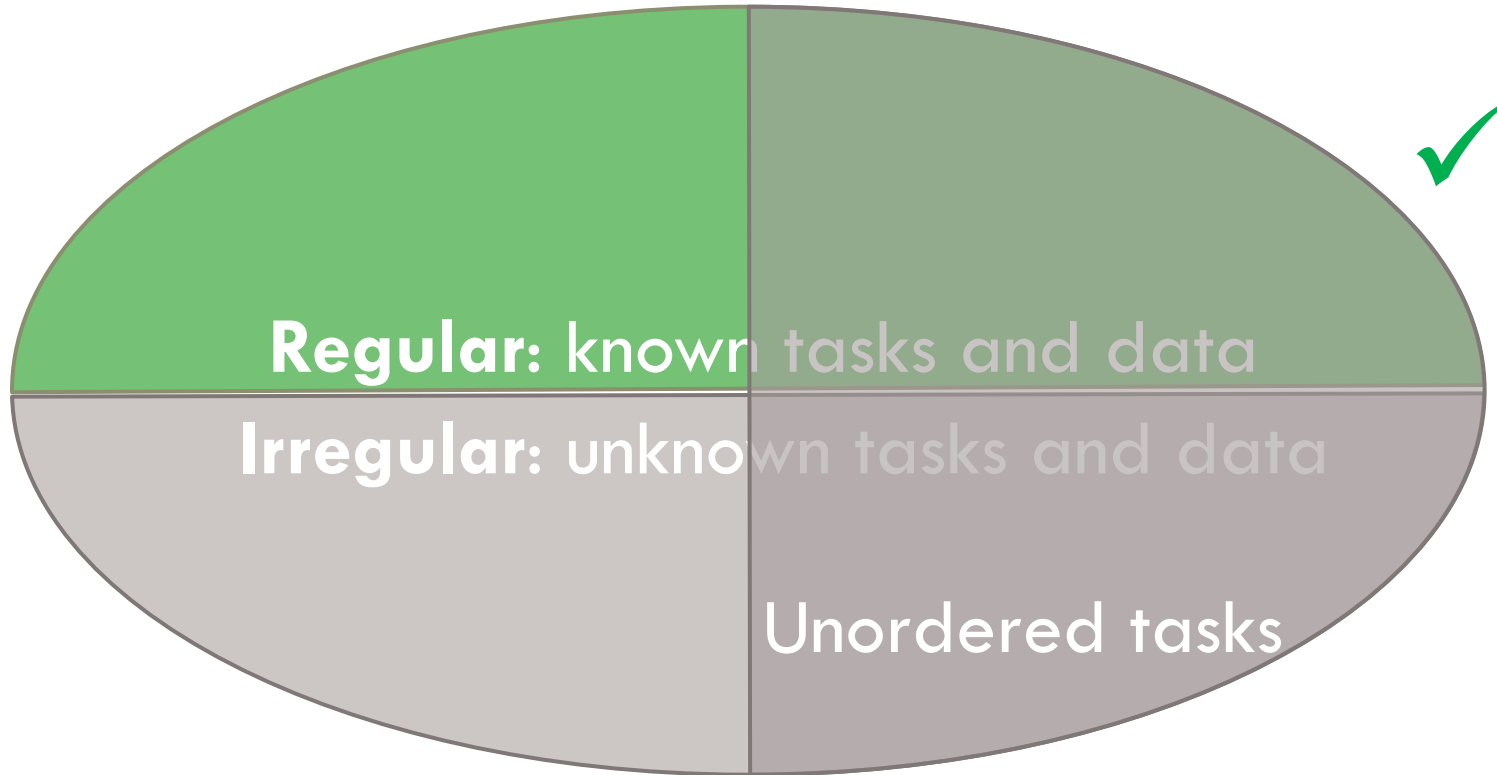 Regular: known tasks and data
Irregular: unknown tasks and data
Unordered tasks